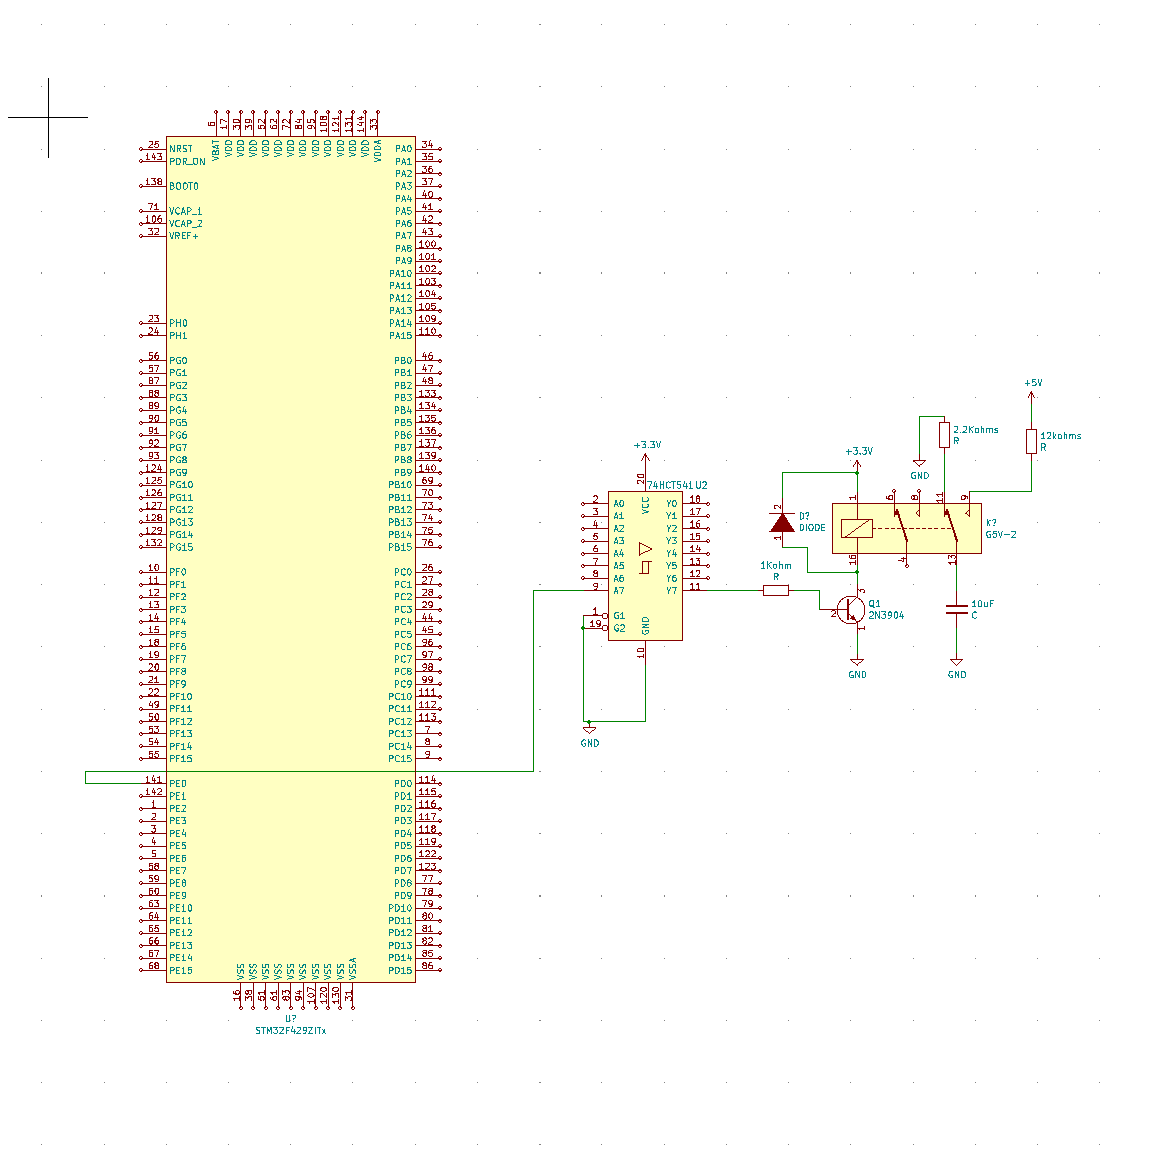 6 17 30 39 52 62 72 84 95 108 121 131 144 33
VBAT VDD VDD VDD VDD VDD VDD VDD VDD VDD VDD VDD VDD VDDA
25 NRST PA0 34
143 PDR_ON PA1 35
PA2 36
138 BOOT0 PA3 37
PA4 40
71 VCAP_1 PA5 41
106 VCAP_2 PA6 42
32 VREF+ PA7 43
PA8 100
PA9 101
PA10 102
PA11 103
PA12 104
PA13 105
23 PH0 PA14 109
24 PH1 PA15 110
56 PG0 PB0 46
57 PG1 PB1 47
87 PG2 PB2 48
88 PG3 PB3 133
89 PG4 PB4 134
90 PG5 PB5 135
91 PG6 PB6 136
92 PG7 PB7 137
93 PG8 PB8 139
124 PG9 PB9 140
125 PG10 PB10 69
126 PG11 PB11 70
127 PG12 PB12 73
128 PG13 PB13 74
129 PG14 PB14 75
132 PG15 PB15 76
10 PF0 PC0 26
11 PF1 PC1 27
12 PF2 PC2 28
13 PF3 PC3 29
14 PF4 PC4 44
15 PF5 PC5 45
18 PF6 PC6 96
19 PF7 PC7 97
20 PF8 PC8 98
21 PF9 PC9 99
22 PF10 PC10 111
49 PF11 PC11 112
50 PF12 PC12 113
53 PF13 PC13 7
54 PF14 PC14 8
55 PF15 PC15 9
141 PE0 PD0 114
142 PE1 PD1 115
1 PE2 PD2 116
2 PE3 PD3 117
3 PE4 PD4 118
4 PE5 PD5 119
5 PE6 PD6 122
58 PE7 PD7 123
59 PE8 PD8 77
60 PE9 PD9 78
63 PE10 PD10 79
64 PE11 PD11 80
65 PE12 PD12 81
66 PE13 PD13 82
67 PE14 PD14 85
68 PE15 PD15 86
VSS VSS VSS VSS VSS VSS VSS VSS VSS VSSA
16 38 51 61 83 94 107 120 130 31
U?
STM32F429ZITx
+3.3V
20
74HCT541 U2
VCC
2 A0 Y0 18
3 A1 Y1 17
4 A2 Y2 16
5 A3 Y3 15
6 A4 Y4 14
7 A5 Y5 13
8 A6 Y6 12
9 A7 Y7 11
1 G1
19 G2
GND
10
GND
1Kohm
R
2
D?
DIODE
1
+3.3V
1 6 8 11 9
K?
G5V-2
16 4 13
3
Q1
2N3904
2
1
GND
GND
2.2Kohms
R
+5V
12kohms
R
10uF
C
GND